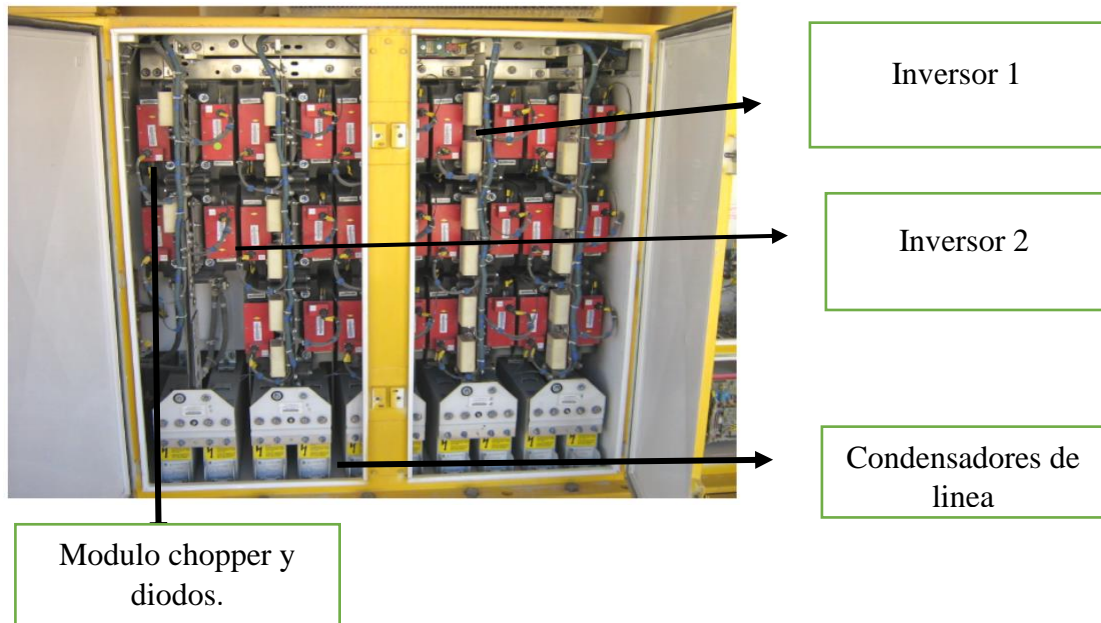 Inversor 1
Inversor 2
Condensadores de
linea
Modulo chopper y
diodos.